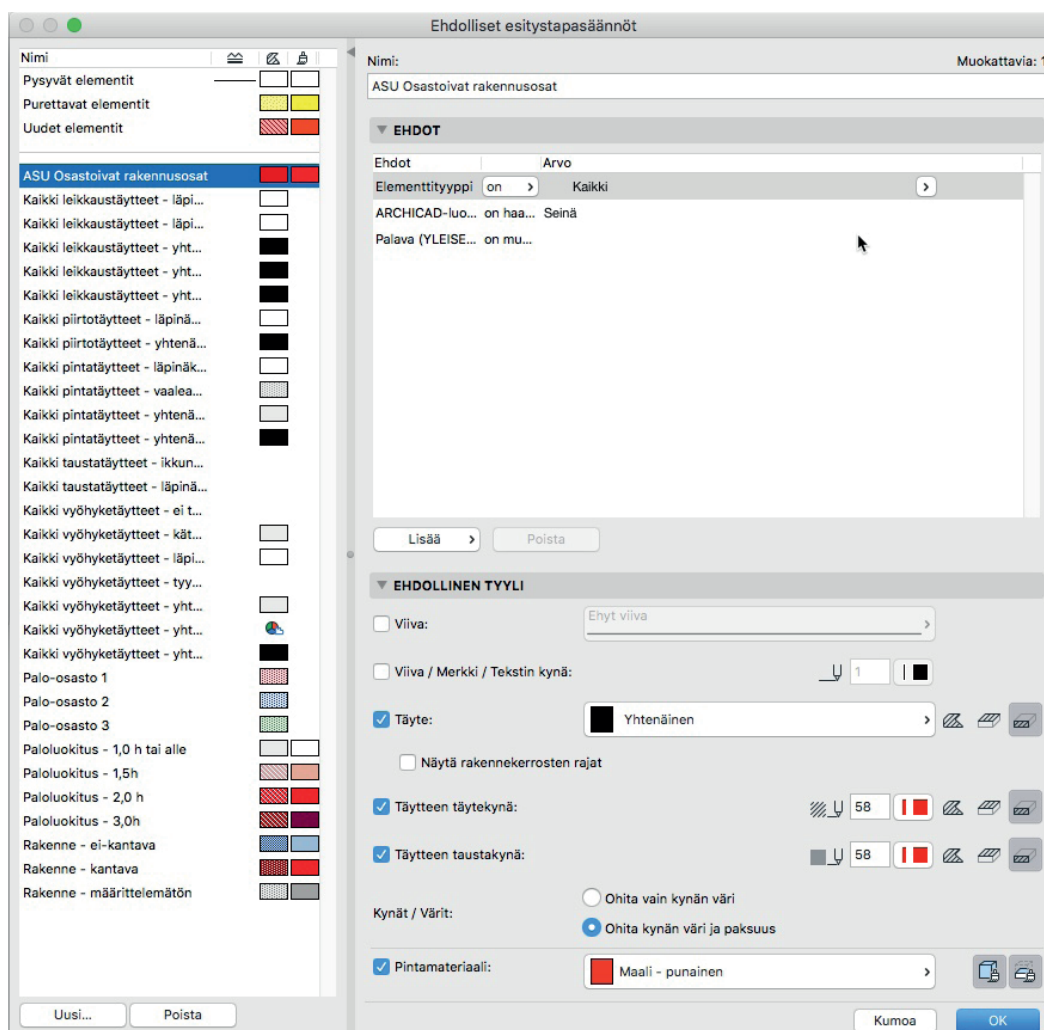 Ehdolliset esitystapasäännöt
Nimi
Pysyvät elementit
Purettavat elementit
Uudet elementit
ASU Osastoivat rakennusosat
Kaikki leikkaustäytteet - läpi...
Kaikki leikkaustäytteet - läpi...
Kaikki leikkaustäytteet - yht...
Kaikki leikkaustäytteet - yht...
Kaikki leikkaustäytteet - yht...
Kaikki piirtotäytteet - läpinä...
Kaikki piirtotäytteet - yhtenä...
Kaikki pintatäytteet - läpinäk...
Kaikki pintatäytteet - vaalea...
Kaikki pintatäytteet - yhtenä...
Kaikki pintatäytteet - yhtenä...
Kaikki taustatäytteet - ikkun...
Kaikki taustatäytteet - läpinä...
Kaikki vyöhyketäytteet - ei t...
Kaikki vyöhyketäytteet - kät...
Kaikki vyöhyketäytteet - läpi...
Kaikki vyöhyketäytteet - tyy...
Kaikki vyöhyketäytteet - yht...
Kaikki vyöhyketäytteet - yht...
Kaikki vyöhyketäytteet - yht...
Palo-osasto 1
Palo-osasto 2
Palo-osasto 3
Paloluokitus - 1,0 h tai alle
Paloluokitus - 1,5h
Paloluokitus - 2,0 h
Paloluokitus - 3,0h
Rakenne - ei-kantava
Rakenne - kantava
Rakenne - määrittelemätön
Uusi... Poista
Nimi: Muokattavia: 1
ASU Osastoivat rakennusosat
EHDOT
Ehdot Arvo
Elementtityyppi on > Kaikki >
ARCHICAD-luo... on haa... Seinä
Palava (YLEISE... on mu...
Lisää > Poista
EHDOLLINEN TYYLI
Viiva: Ehyt viiva >
Viiva / Merkki / Tekstin kynä: 1
Täyte: Yhtenäinen >
Näytä rakennekerrosten rajat
Täytteen täytekynä: 58
Täytteen taustakynä: 58
Kynät / Värit:
Ohita vain kynän väri
Ohita kynän väri ja paksuus
Pintamateriaali: Maali - punainen >
Kumoa OK